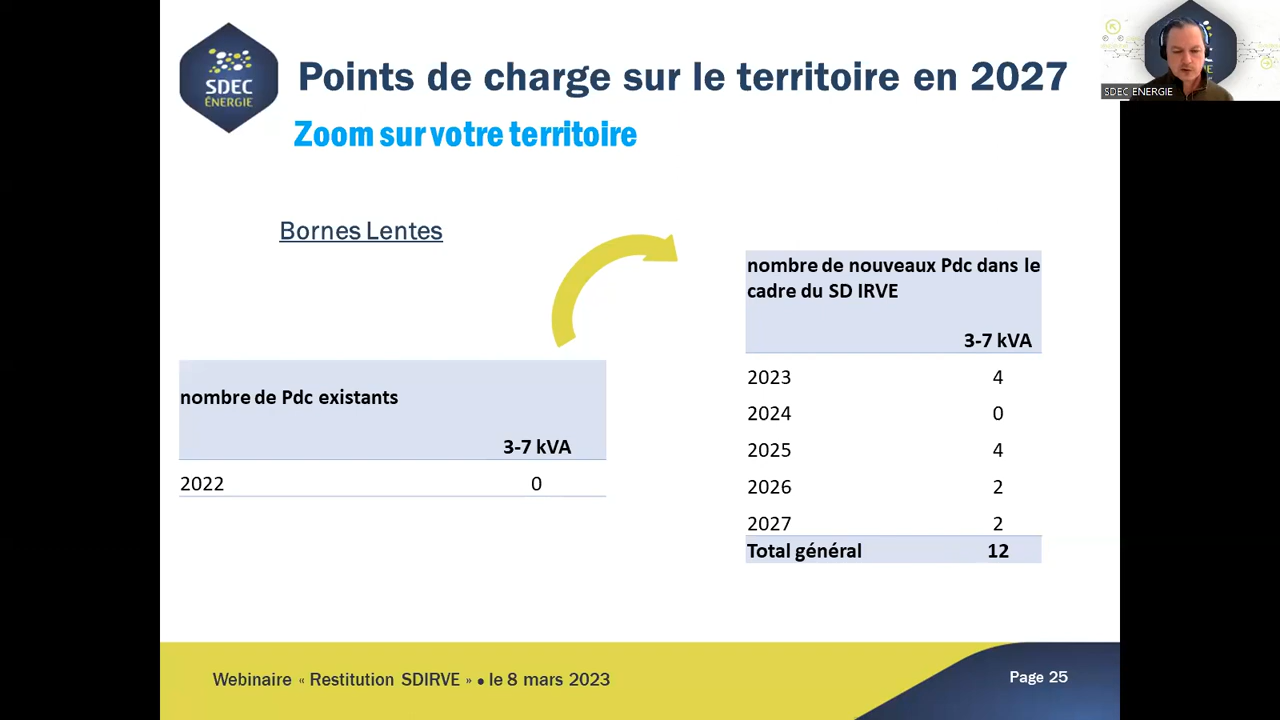 SDEC
ÉNERGIE
Points de charge sur le territoire en 2027
Zoom sur votre territoire
SDEC ENERGIE
Bornes Lentes
nombre de Pdc existants
3-7 kVA
2022 0
nombre de nouveaux Pdc dans le
cadre du SD IRVE
3-7 kVA
2023 4
2024 0
2025 4
2026 2
2027 2
Total général 12
Webinaire « Restitution SDIRVE » • le 8 mars 2023
Page 25